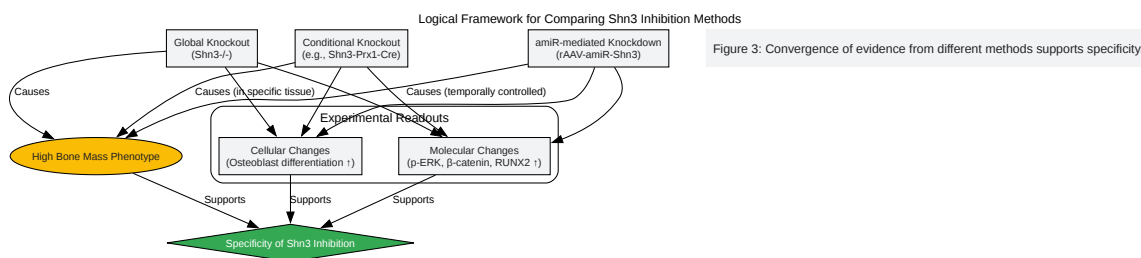 Logical Framework for Comparing Shn3 Inhibition Methods
Global Knockout
(Shn3-/-)
Conditional Knockout
(e.g., Shn3-Prx1-Cre)
amiR-mediated Knockdown
(rAAV-amiR-Shn3)
Figure 3: Convergence of evidence from different methods supports specificity
Causes
Causes (in specific tissue)
Causes (temporally controlled)
Experimental Readouts
High Bone Mass Phenotype
Cellular Changes
(Osteoblast differentiation ↑)
Molecular Changes
(p-ERK, β-catenin, RUNX2 ↑)
Supports
Supports
Supports
Specificity of Shn3 Inhibition